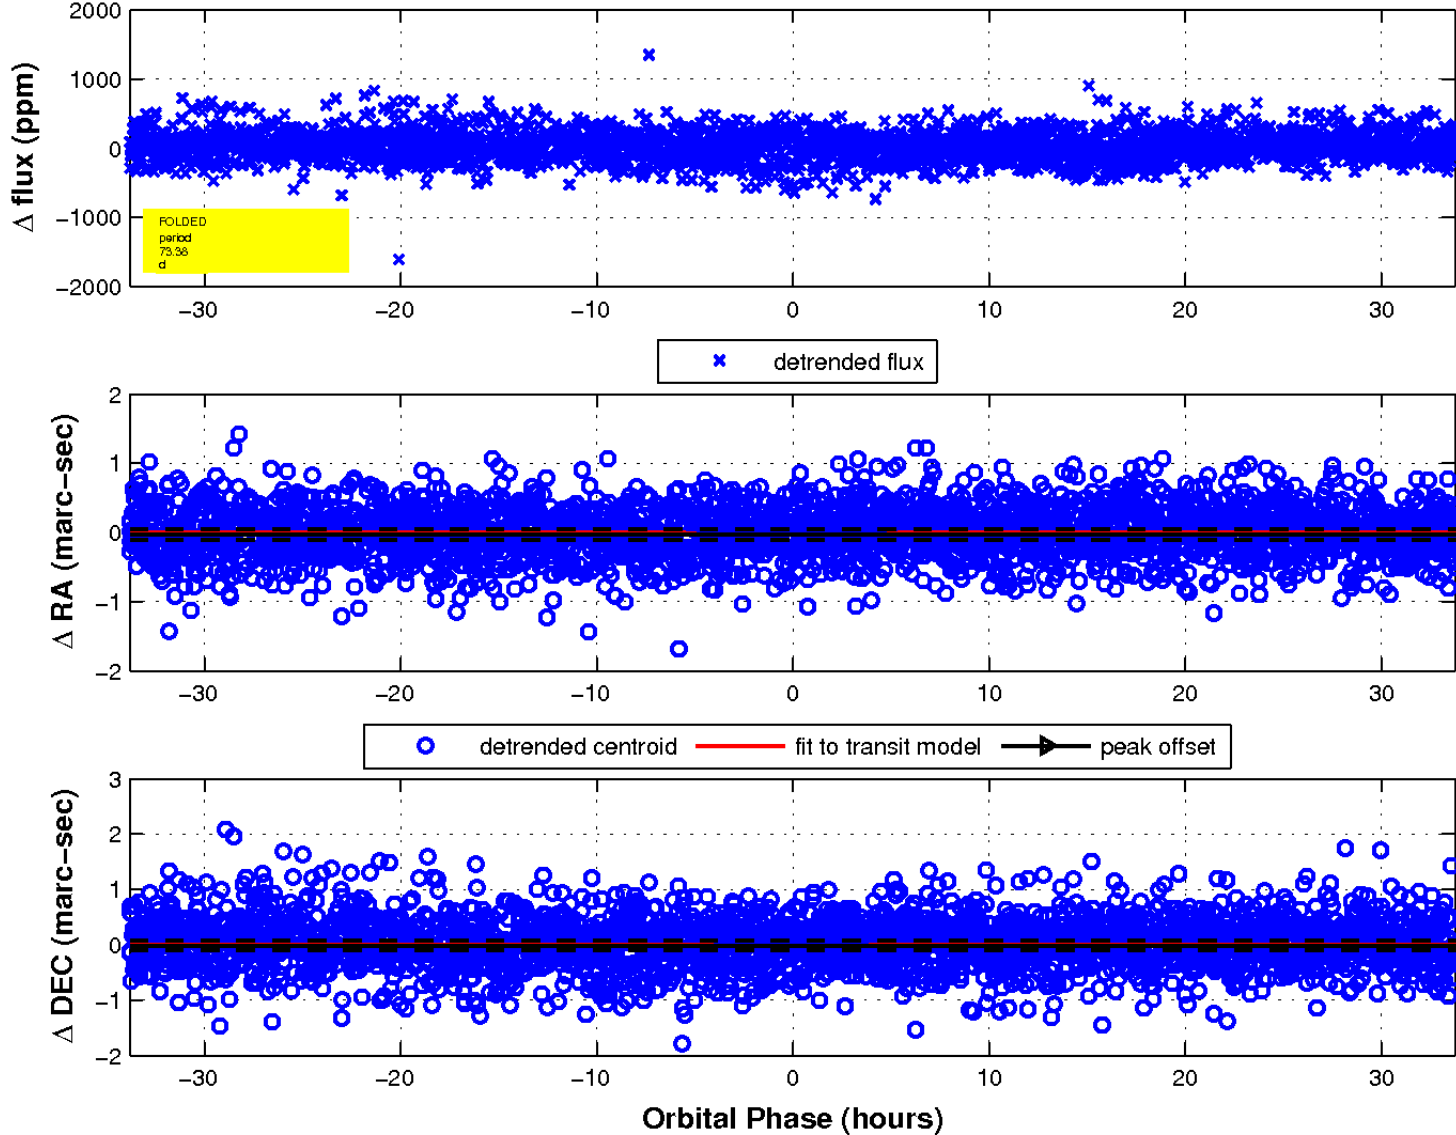 2000
1000
0
−1000
−2000
Δ flux (ppm)
FOLDED
period
73.38
d
−30 −20 −10 0 10 20 30
detrended flux
2
1
0
−1
−2
Δ RA (marc−sec)
−30 −20 −10 0 10 20 30
detrended centroid fit to transit model peak offset
3
2
1
0
−1
−2
Δ DEC (marc−sec)
−30 −20 −10 0 10 20 30
Orbital Phase (hours)